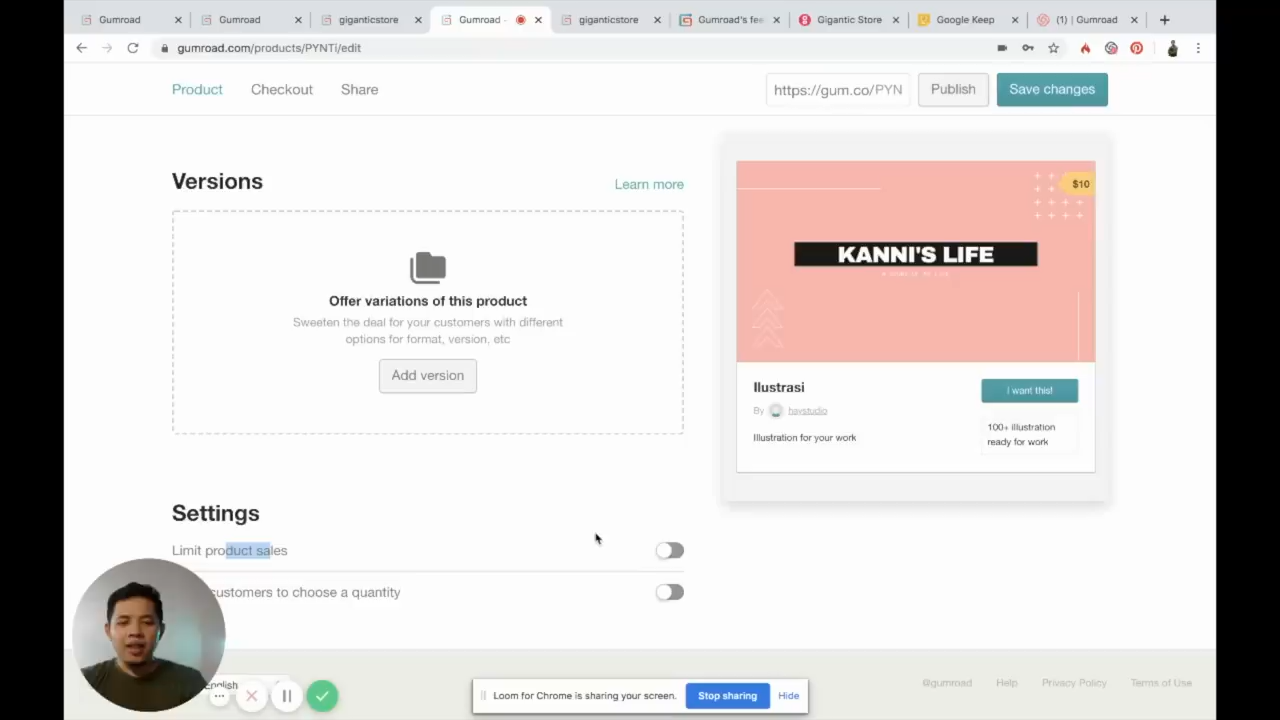 Gumroad
Gumroad
giganticstore
Gumroad -
giganticstore
Gumroad's fee
Gigantic Store
Google Keep
(1) | Gumroad
gumroad.com/products/PYNTi/edit
Product
Checkout
Share
https://gum.co/PYN
Publish
Save changes
Versions
Learn more
Offer variations of this product
Sweeten the deal for your customers with different
options for format, version, etc
Add version
$10
KANNI'S LIFE
Ilustrasi
I want this!
By haystudio
Illustration for your work
100+ illustration
ready for work
Settings
Limit product sales
customers to choose a quantity
English
Loom for Chrome is sharing your screen.
Stop sharing
Hide
@gumroad
Help
Privacy Policy
Terms of Use